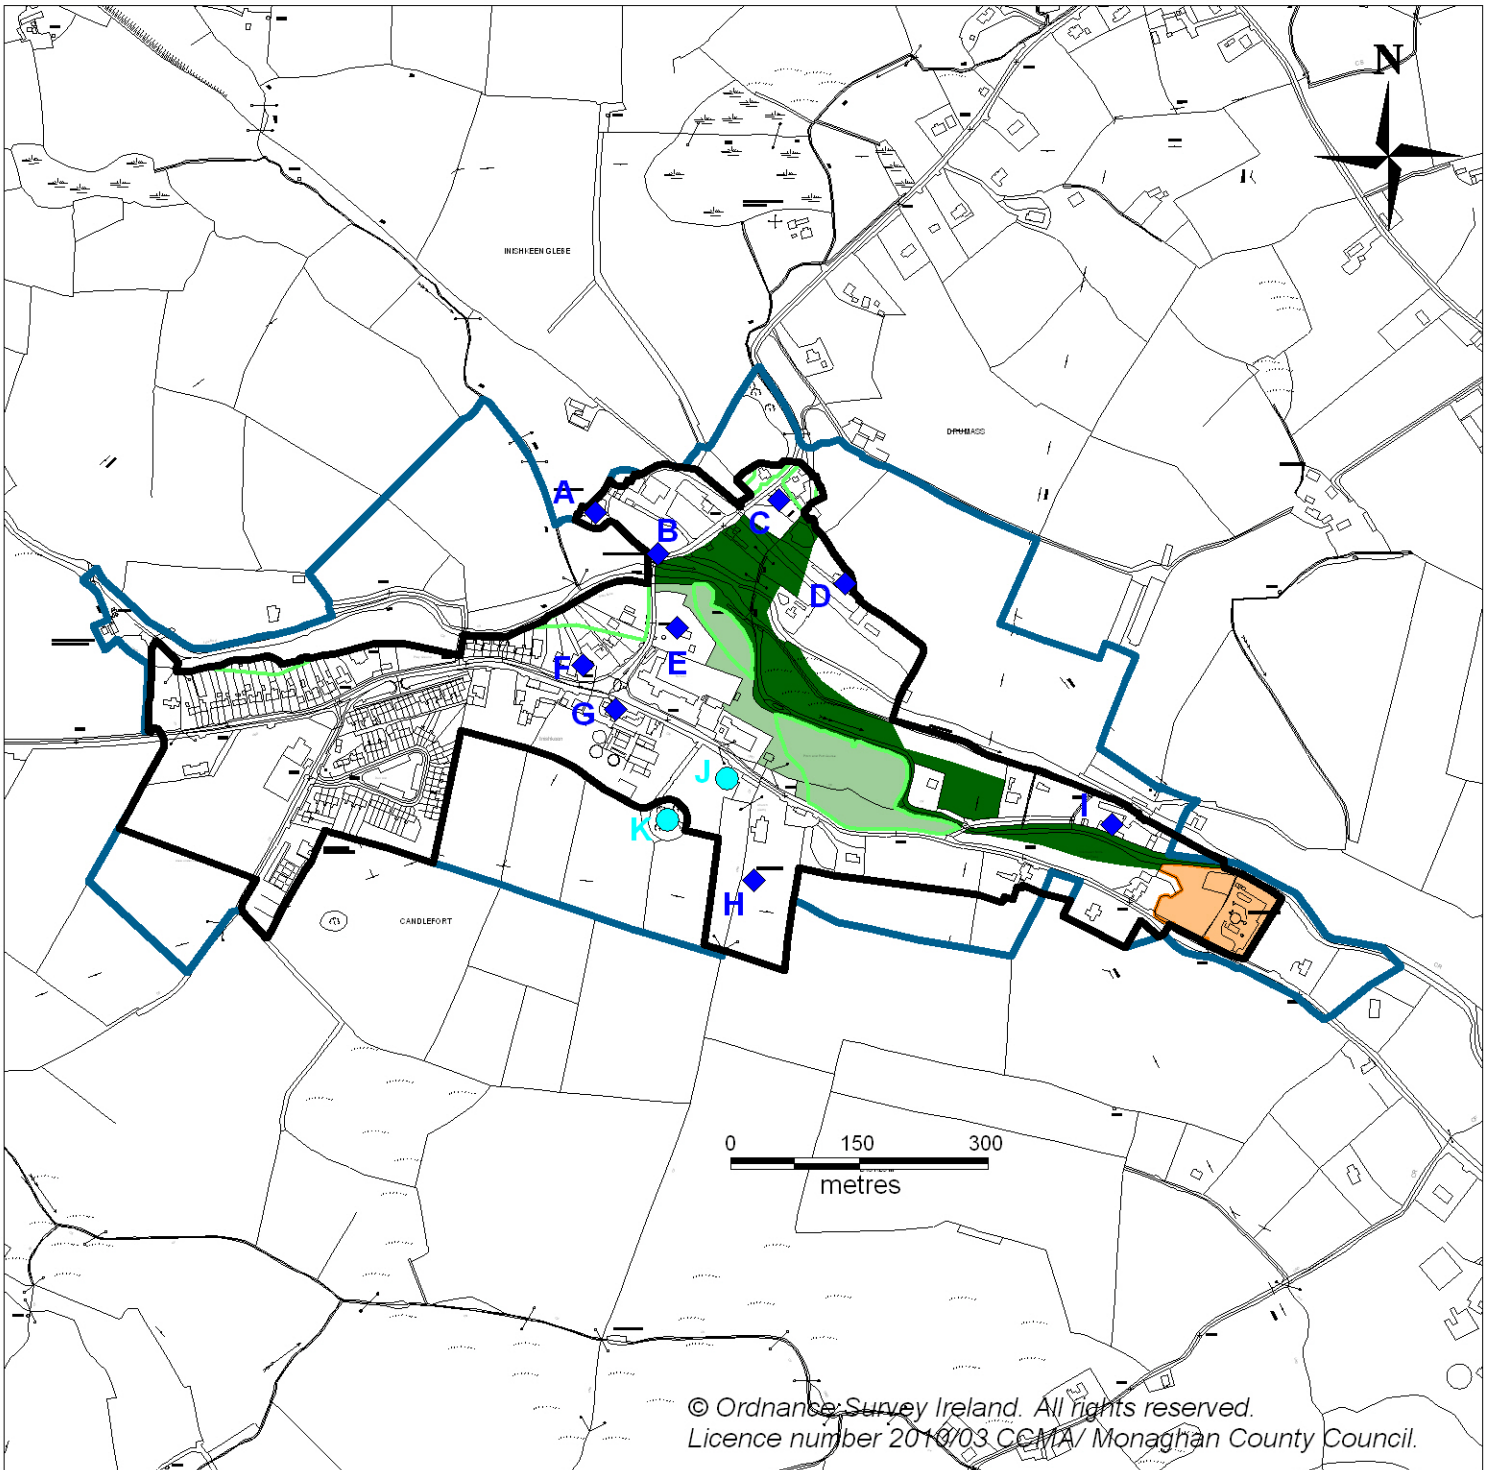 N
INISHKEEN GLEBE
DRUMASS
A
B
C
D
E
F
G
I
J
K
H
CANDLEFORT
0 150 300
metres
© Ordnance Survey Ireland. All rights reserved.
Licence number 2010/03 CCMA/ Monaghan County Council.